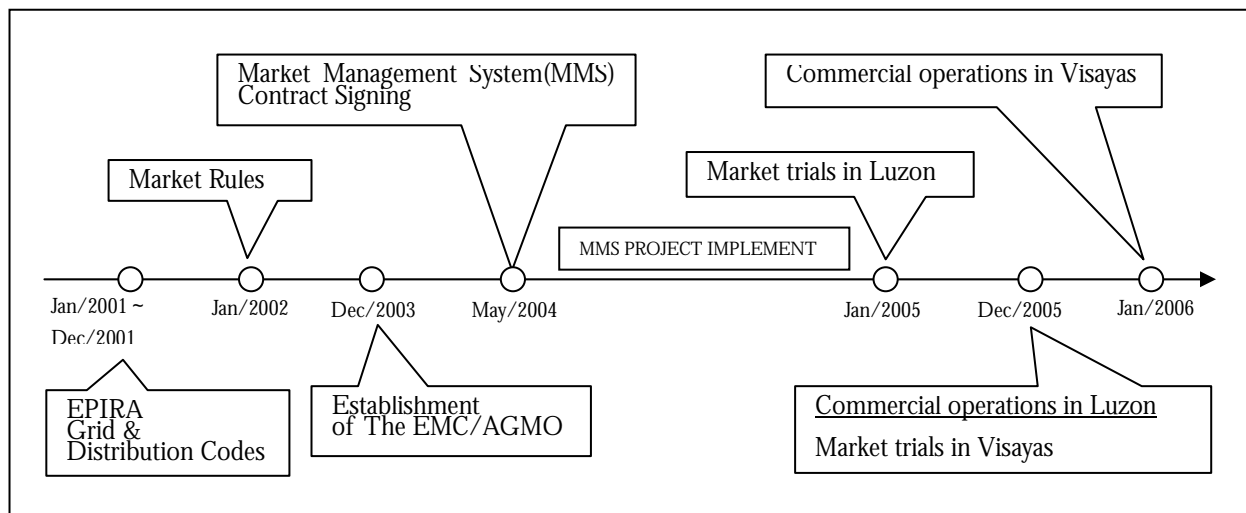 Market Management System(MMS)
Contract Signing
Commercial operations in Visayas
Market Rules
Market trials in Luzon
MMS PROJECT IMPLEMENT
Jan/2001 ~
Dec/2001
Jan/2002
Dec/2003
May/2004
Jan/2005
Dec/2005
Jan/2006
EPIRA
Grid &
Distribution Codes
Establishment
of The EMC/AGMO
Commercial operations in Luzon
Market trials in Visayas